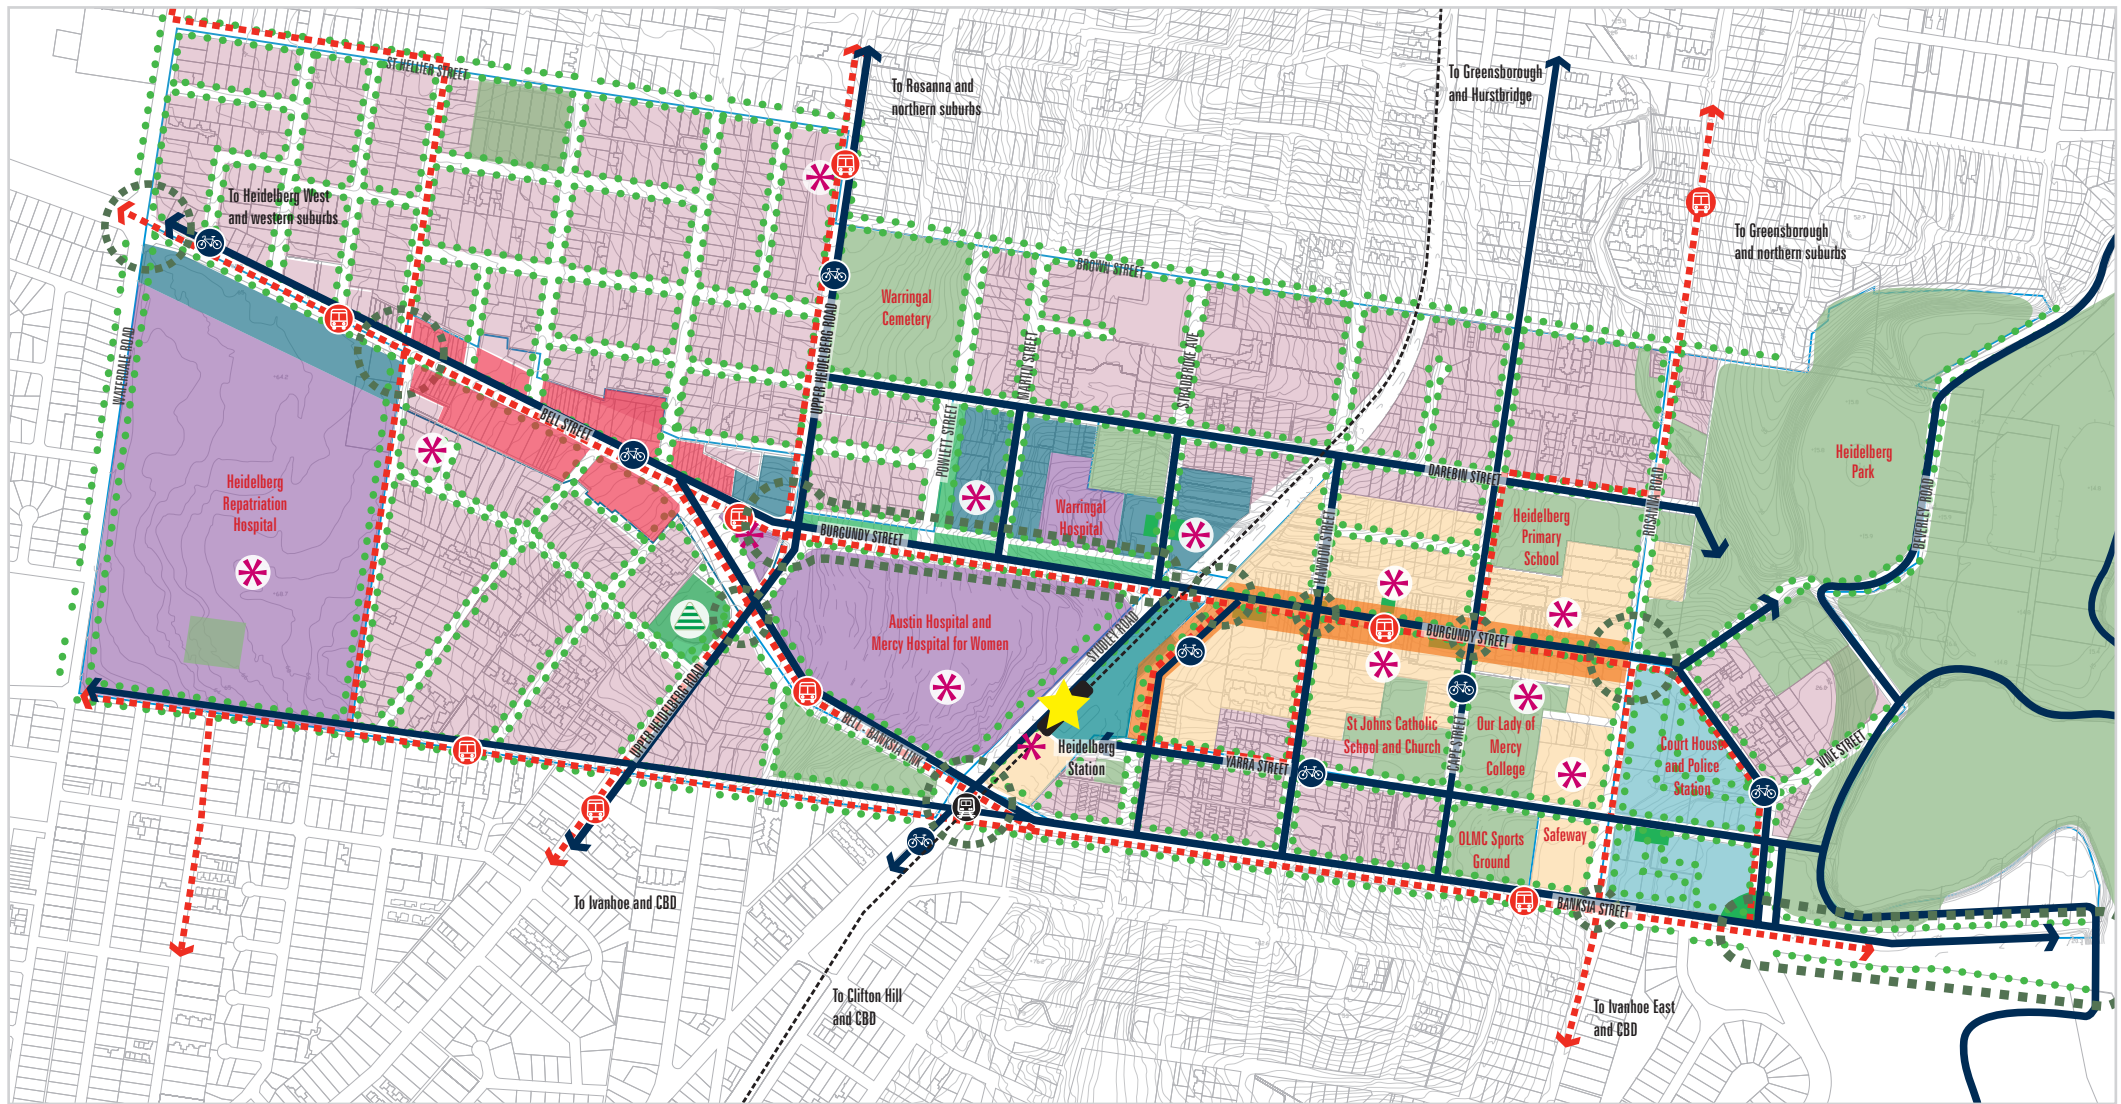 ST HELLIER STREET
To Rosanna and
northern suburbs
To Greensborough
and Hurstbridge
To Heidelberg West
and western suburbs
To Greensborough
and northern suburbs
BROWN STREET
Warringal
Cemetery
WATERDALE ROAD
UPPER HEIDELBERG ROAD
MARTIN STREET
STRADBROKE AVE
BELL STREET
POWLETT STREET
DAREBIN STREET
Heidelberg
Park
Heidelberg
Repatriation
Hospital
Warringal
Hospital
BURGUNDY STREET
HAWDON STREET
Heidelberg
Primary
School
ROSANNA ROAD
BEVERLEY ROAD
Austin Hospital and
Mercy Hospital for Women
STUDLEY ROAD
BURGUNDY STREET
UPPER HEIDELBERG ROAD
BELL - BANKSIA LINK
Heidelberg
Station
YARRA STREET
St Johns Catholic
School and Church
CAPE STREET
Our Lady of
Mercy
College
Court House
and Police
Station
VINE STREET
OLMC Sports
Ground
Safeway
BANKSIA STREET
To Ivanhoe and CBD
To Clifton Hill
and CBD
To Ivanhoe East
and CBD